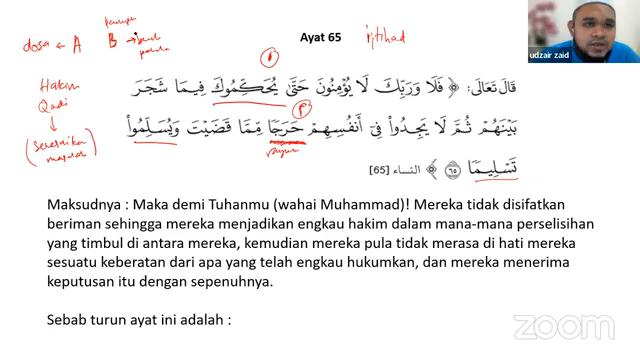 dosa ← A B → buat pahala
Ayat 65
ijtihad
udzair zaid
Hakim
Qadi
↓
(selesaikan masalah)
قَالَ تَعَالَى: ﴿ فَلَا وَرَبِّكَ لَا يُؤْمِنُونَ حَتَّىٰ يُحَكِّمُوكَ فِيمَا شَجَرَ
بَيْنَهُمْ ثُمَّ لَا يَجِدُوا۟ فِىٓ أَنفُسِهِمْ حَرَجًا مِّمَّا قَضَيْتَ وَيُسَلِّمُوا۟
تَسْلِيمًا ٦٥ ﴾ النساء [65]
Maksudnya : Maka demi Tuhanmu (wahai Muhammad)! Mereka tidak disifatkan
beriman sehingga mereka menjadikan engkau hakim dalam mana-mana perselisihan
yang timbul di antara mereka, kemudian mereka pula tidak merasa di hati mereka
sesuatu keberatan dari apa yang telah engkau hukumkan, dan mereka menerima
keputusan itu dengan sepenuhnya.
Sebab turun ayat ini adalah :
zoom